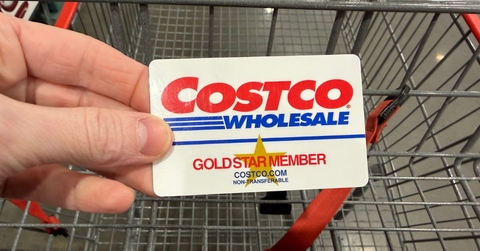 COSTCO
WHOLESALE
GOLD STAR MEMBER
COSTCO.COM
NON-TRANSFERABLE